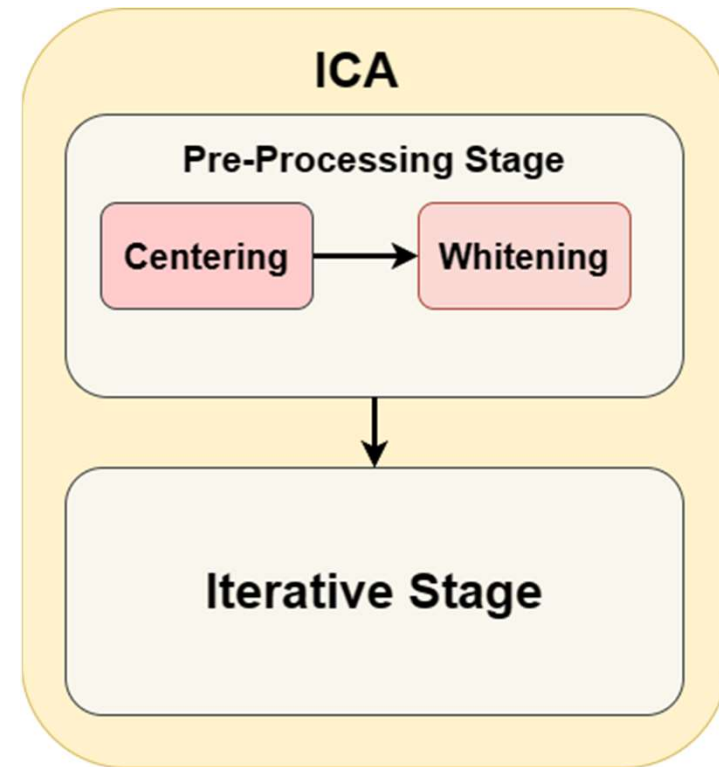 ICA
Pre-Processing Stage
Centering
Whitening
Iterative Stage